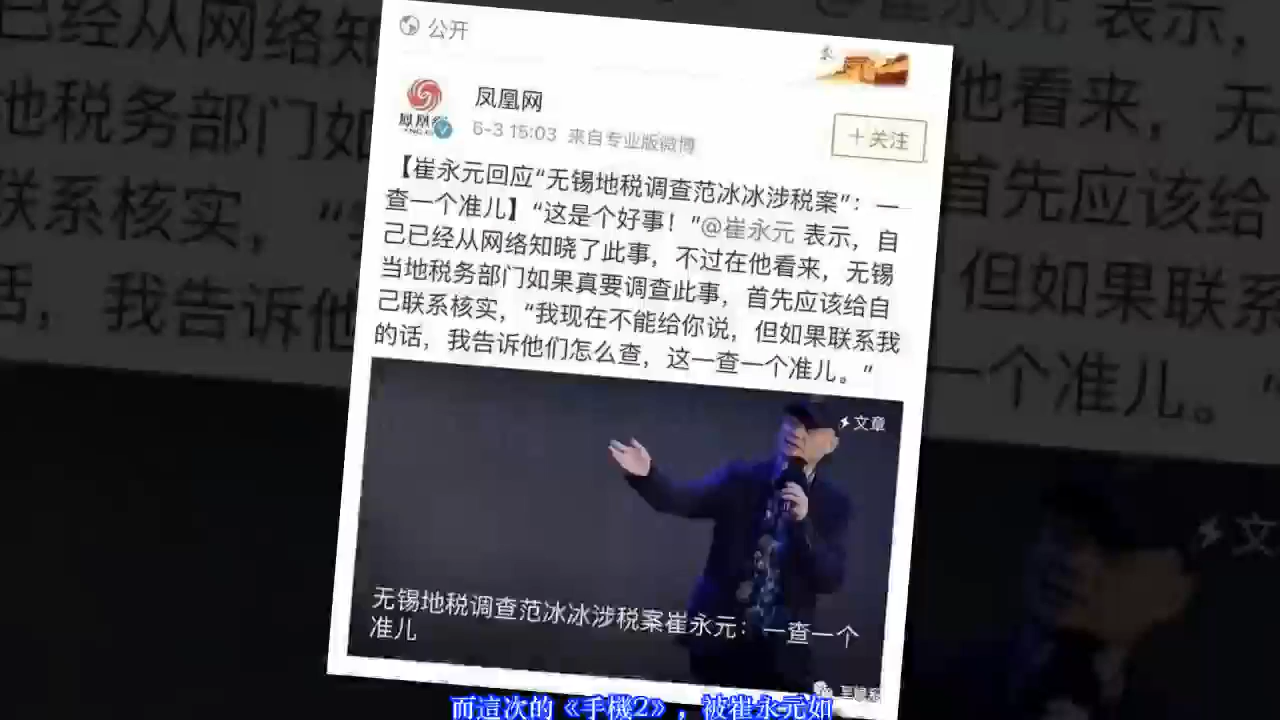 公开
凤凰网
6-3 15:03 来自专业版微博
+关注
【崔永元回应“无锡地税调查范冰冰涉税案”：一
查一个准儿】“这是个好事！”@崔永元 表示，自
己已经从网络知晓了此事，不过在他看来，无锡
当地税务部门如果真要调查此事，首先应该给自
己联系核实，“我现在不能给你说，但如果联系我
的话，我告诉他们怎么查，这一查一个准儿。”
文章
无锡地税调查范冰冰涉税案崔永元：一查一个
准儿
而這次的《手機2》，被崔永元如